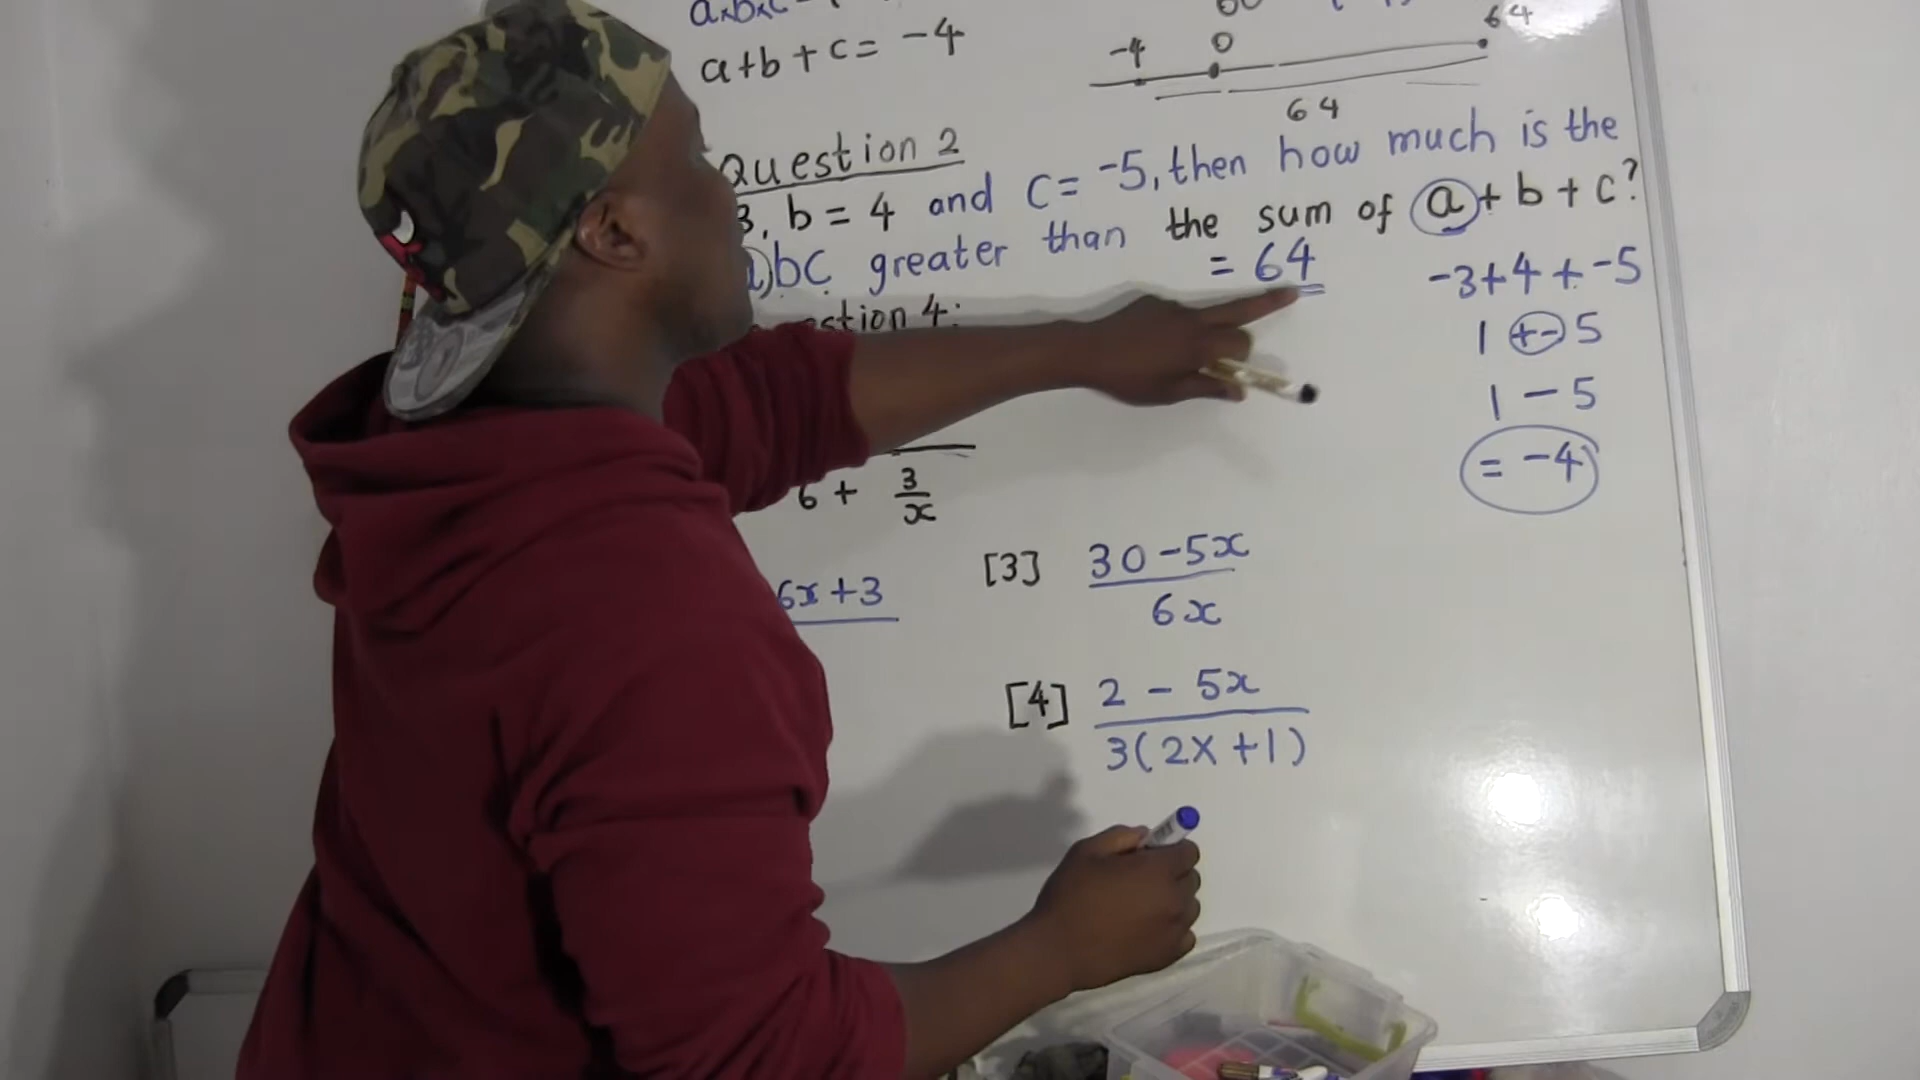 a×b×c
a+b+c= -4
-4 0 64
64
Question 2
3, b = 4 and c = -5, then how much is the
bc greater than the sum of a + b + c?
= 64
-3+4+-5
1 +- 5
1 - 5
= -4
estion 4:
6 + 3/x
6x+3
[3] 30-5x
6x
[4] 2 - 5x
3(2x+1)